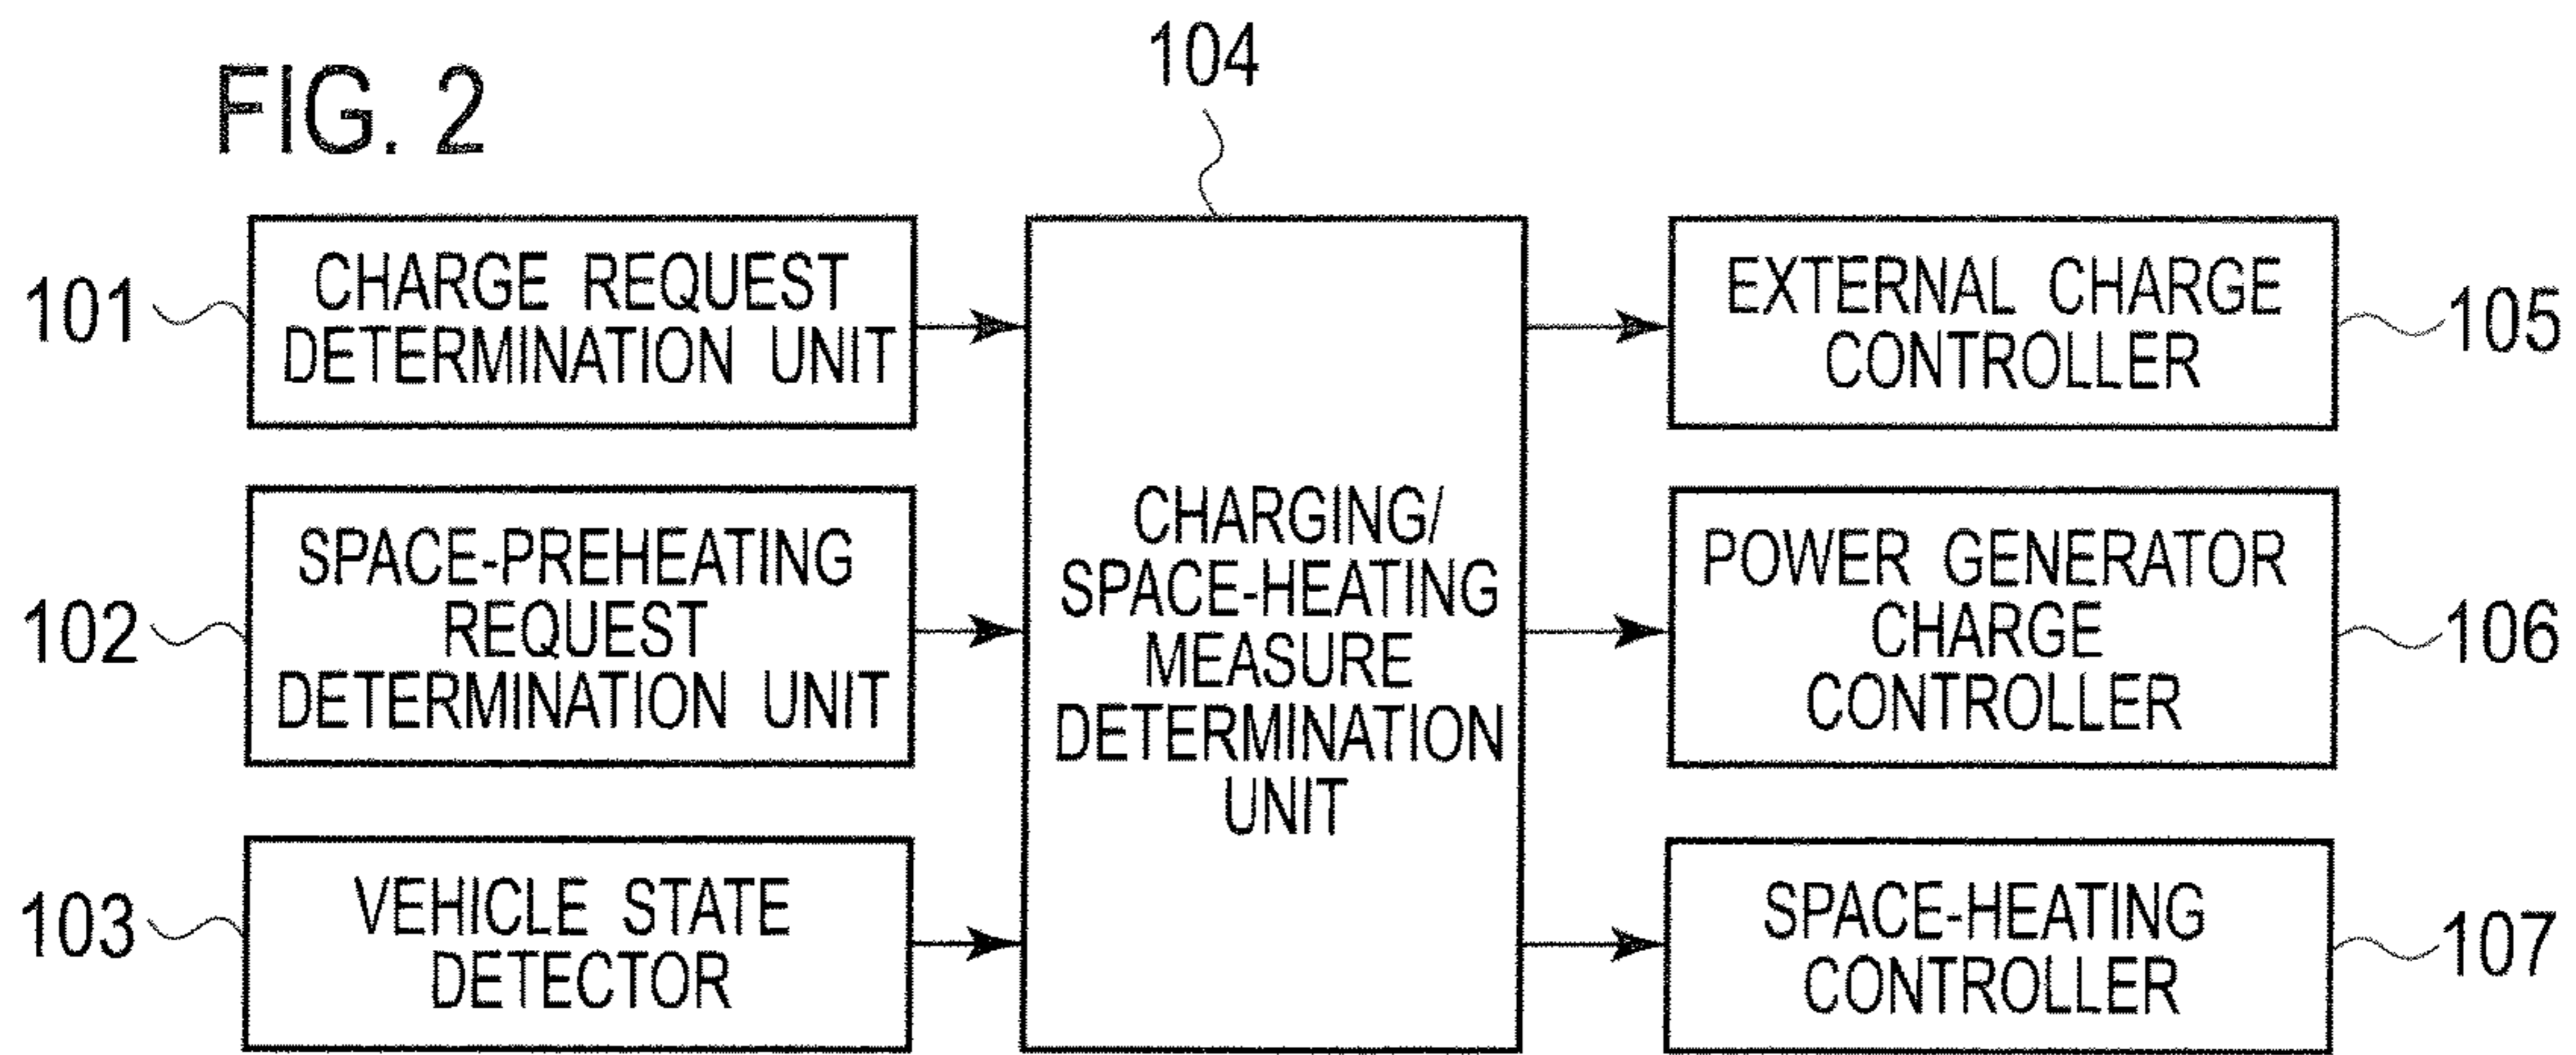 FIG. 2
104
101
CHARGE REQUEST
DETERMINATION UNIT
102
SPACE-PREHEATING
REQUEST
DETERMINATION UNIT
103
VEHICLE STATE
DETECTOR
CHARGING/
SPACE-HEATING
MEASURE
DETERMINATION
UNIT
EXTERNAL CHARGE
CONTROLLER
105
POWER GENERATOR
CHARGE
CONTROLLER
106
SPACE-HEATING
CONTROLLER
107